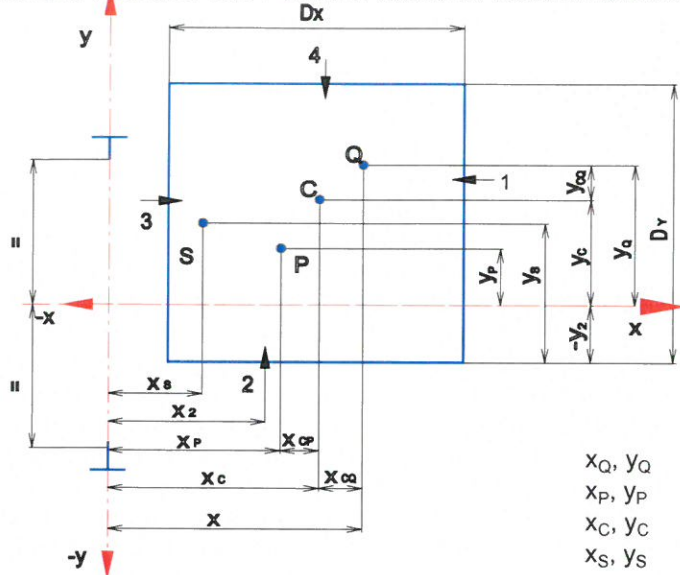 Dx
y
4
Q
C
1
3
S
P
yCQ
yC
yQ
DY
yP
yS
=
-x
x
-y2
=
2
xS
x2
xP
xCP
xC
xCQ
x
-y
xQ, yQ
xP, yP
xC, yC
xS, yS